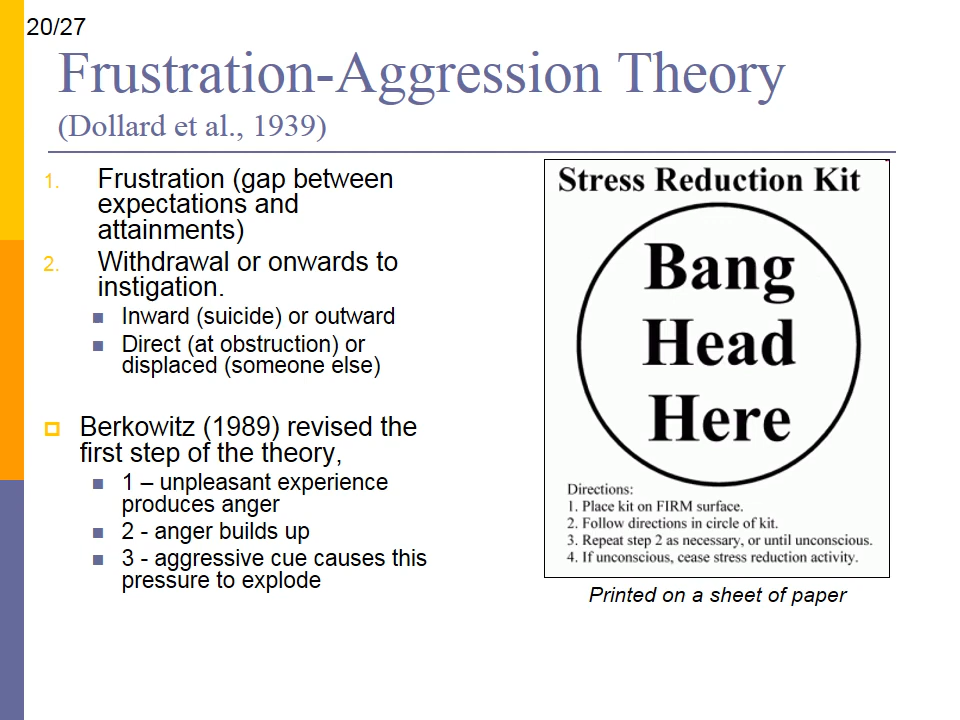 20/27
Frustration-Aggression Theory
(Dollard et al., 1939)
1. Frustration (gap between
expectations and
attainments)
2. Withdrawal or onwards to
instigation.
Inward (suicide) or outward
Direct (at obstruction) or
displaced (someone else)
Berkowitz (1989) revised the
first step of the theory,
1 – unpleasant experience
produces anger
2 - anger builds up
3 - aggressive cue causes this
pressure to explode
Stress Reduction Kit
Bang
Head
Here
Directions:
1. Place kit on FIRM surface.
2. Follow directions in circle of kit.
3. Repeat step 2 as necessary, or until unconscious.
4. If unconscious, cease stress reduction activity.
Printed on a sheet of paper